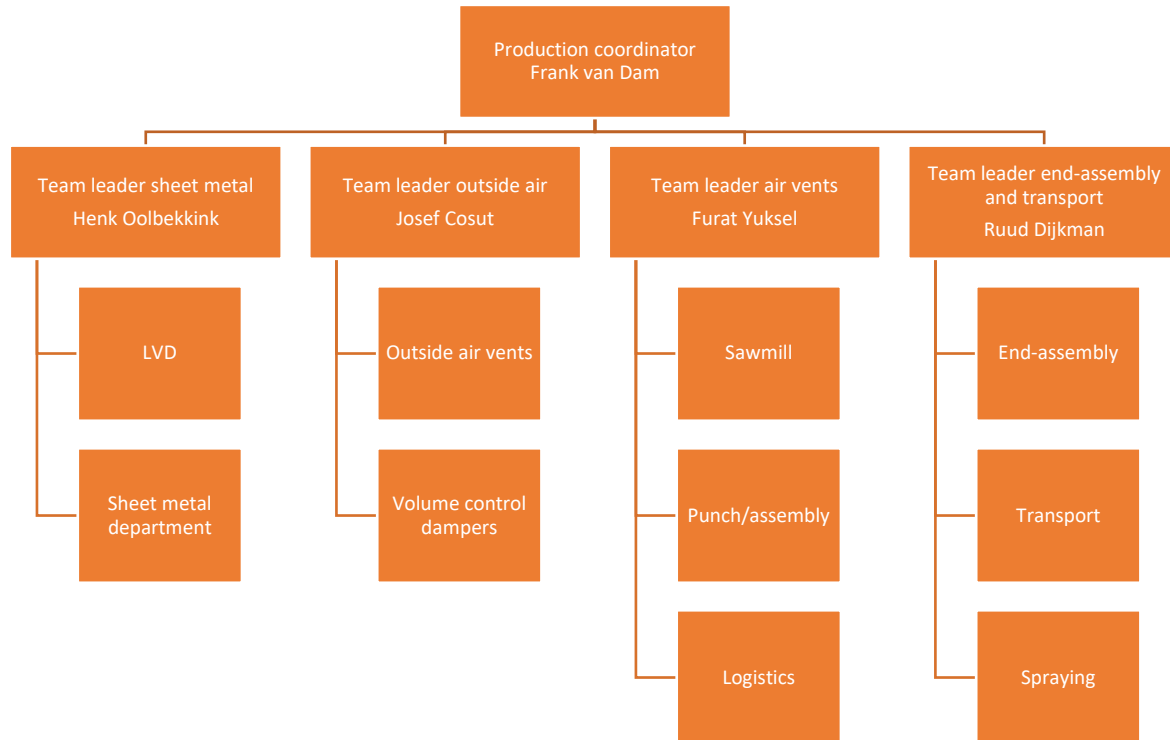 Production coordinator
Frank van Dam
Team leader sheet metal
Henk Oolbekkink
Team leader outside air
Josef Cosut
Team leader air vents
Furat Yuksel
Team leader end-assembly
and transport
Ruud Dijkman
LVD
Outside air vents
Sawmill
End-assembly
Sheet metal
department
Volume control
dampers
Punch/assembly
Transport
Logistics
Spraying